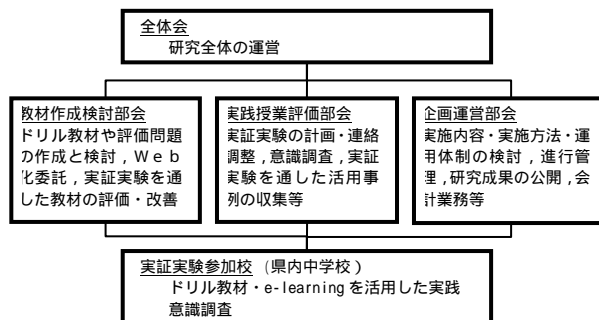 全体会
研究全体の運営
教材作成検討部会
ドリル教材や評価問題
の作成と検討，Web
化委託，実証実験を通
した教材の評価・改善
実践授業評価部会
実証実験の計画・連絡
調整，意識調査，実証
実験を通した活用事
例の収集等
企画運営部会
実施内容・実施方法・運
用体制の検討，進行管
理，研究成果の公開，会
計業務等
実証実験参加校（県内中学校）
ドリル教材・e-learningを活用した実践
意識調査